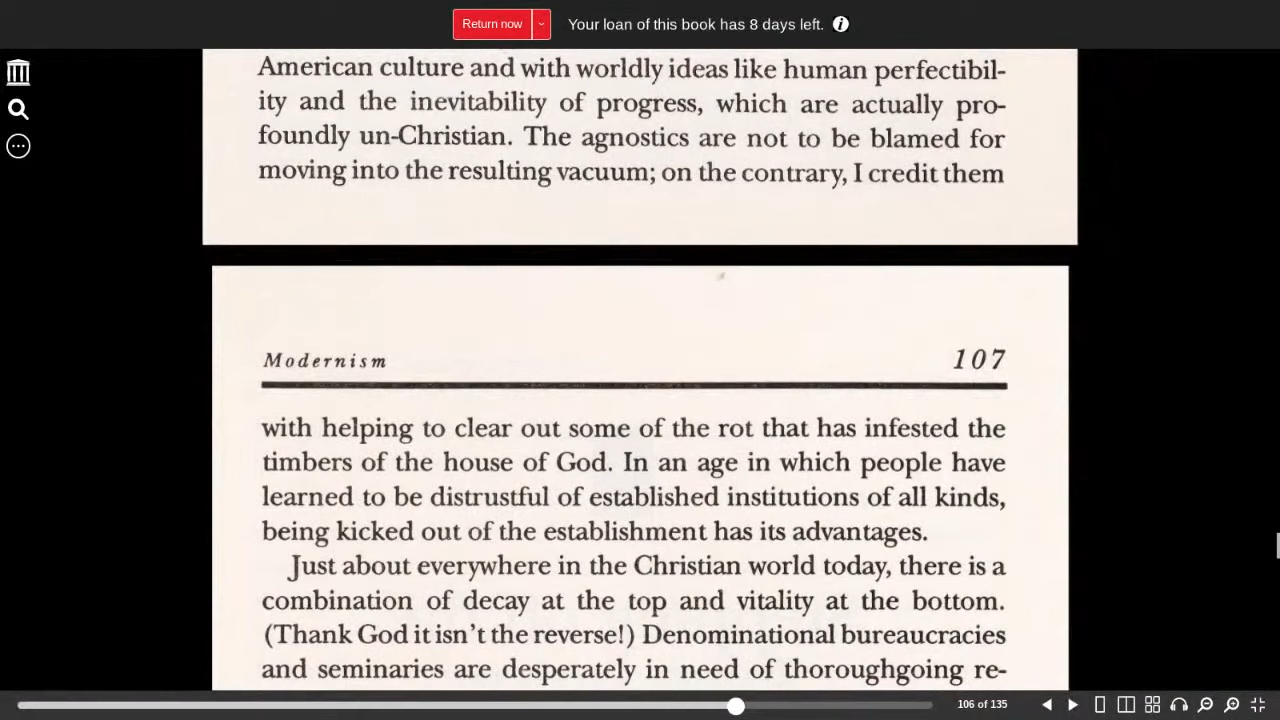 Return now
Your loan of this book has 8 days left.
American culture and with worldly ideas like human perfectibil-
ity and the inevitability of progress, which are actually pro-
foundly un-Christian. The agnostics are not to be blamed for
moving into the resulting vacuum; on the contrary, I credit them
Modernism 107
with helping to clear out some of the rot that has infested the
timbers of the house of God. In an age in which people have
learned to be distrustful of established institutions of all kinds,
being kicked out of the establishment has its advantages.
Just about everywhere in the Christian world today, there is a
combination of decay at the top and vitality at the bottom.
(Thank God it isn't the reverse!) Denominational bureaucracies
and seminaries are desperately in need of thoroughgoing re-
106 of 135